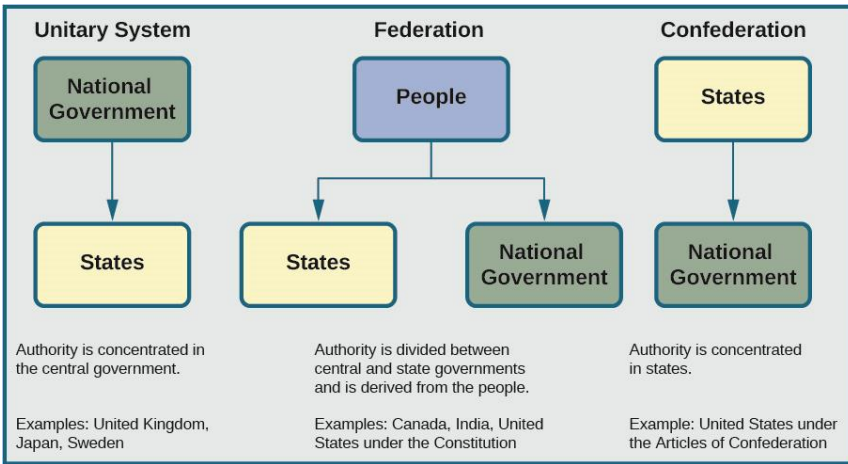 Unitary System
National
Government
States
Authority is concentrated in
the central government.
Examples: United Kingdom,
Japan, Sweden
Federation
People
States
National
Government
Authority is divided between
central and state governments
and is derived from the people.
Examples: Canada, India, United
States under the Constitution
Confederation
States
National
Government
Authority is concentrated
in states.
Example: United States under
the Articles of Confederation